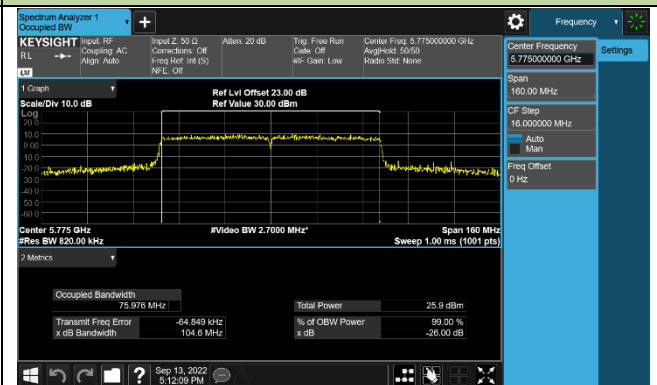 Spectrum Analyzer 1
Occupied BW
+
Frequency
KEYSIGHT
RL
LXI
Input: RF
Coupling: AC
Align: Auto
Input Z: 50 Ω
Corrections: Off
Freq Ref: Int (S)
NFE: Off
Atten: 20 dB
Trig: Free Run
Gate: Off
#IF Gain: Low
Center Freq: 5.775000000 GHz
Avg|Hold: 50/50
Radio Std: None
Center Frequency
5.775000000 GHz
Settings
Span
160.00 MHz
CF Step
16.000000 MHz
Auto
Man
Freq Offset
0 Hz
1 Graph
Scale/Div 10.0 dB
Ref Lvl Offset 23.00 dB
Ref Value 30.00 dBm
Log
20.0
10.0
0.00
-10.0
-20.0
-30.0
-40.0
-50.0
-60.0
Center 5.775 GHz
#Video BW 2.7000 MHz*
Span 160 MHz
#Res BW 820.00 kHz
Sweep 1.00 ms (1001 pts)
2 Metrics
Occupied Bandwidth
75.976 MHz
Total Power
25.9 dBm
Transmit Freq Error
-64.849 kHz
% of OBW Power
99.00 %
x dB Bandwidth
104.6 MHz
x dB
-26.00 dB
?
Sep 13, 2022
5:12:09 PM